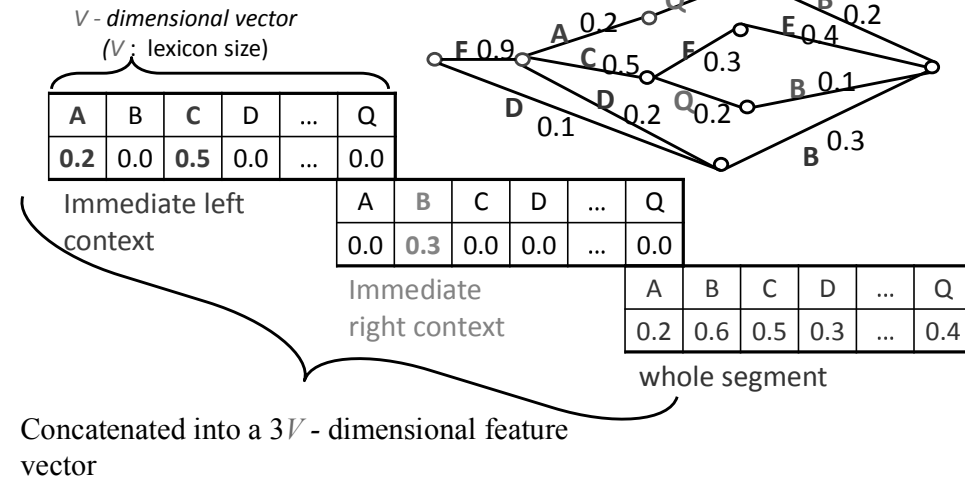 V - dimensional vector
(V : lexicon size)
A B C D ... Q
0.2 0.0 0.5 0.0 ... 0.0
Immediate left
context
A B C D ... Q
0.0 0.3 0.0 0.0 ... 0.0
Immediate
right context
A B C D ... Q
0.2 0.6 0.5 0.3 ... 0.4
whole segment
Concatenated into a 3V - dimensional feature
vector
Q
B 0.2
A 0.2
E 0.4
F 0.9
C 0.5
F 0.3
B 0.1
D 0.1
D 0.2
Q 0.2
B 0.3